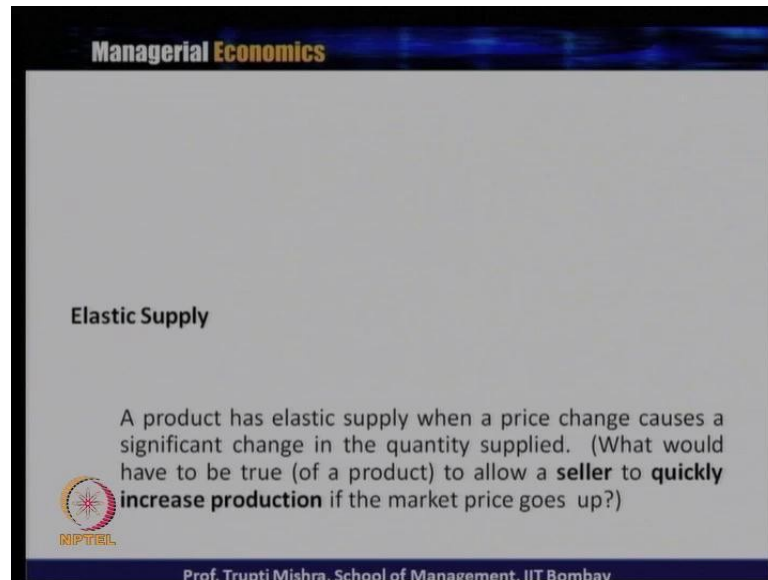 Managerial Economics
Elastic Supply
A product has elastic supply when a price change causes a
significant change in the quantity supplied. (What would
have to be true (of a product) to allow a seller to quickly
increase production if the market price goes up?)
NPTEL
Prof. Trupti Mishra, School of Management, IIT Bombay